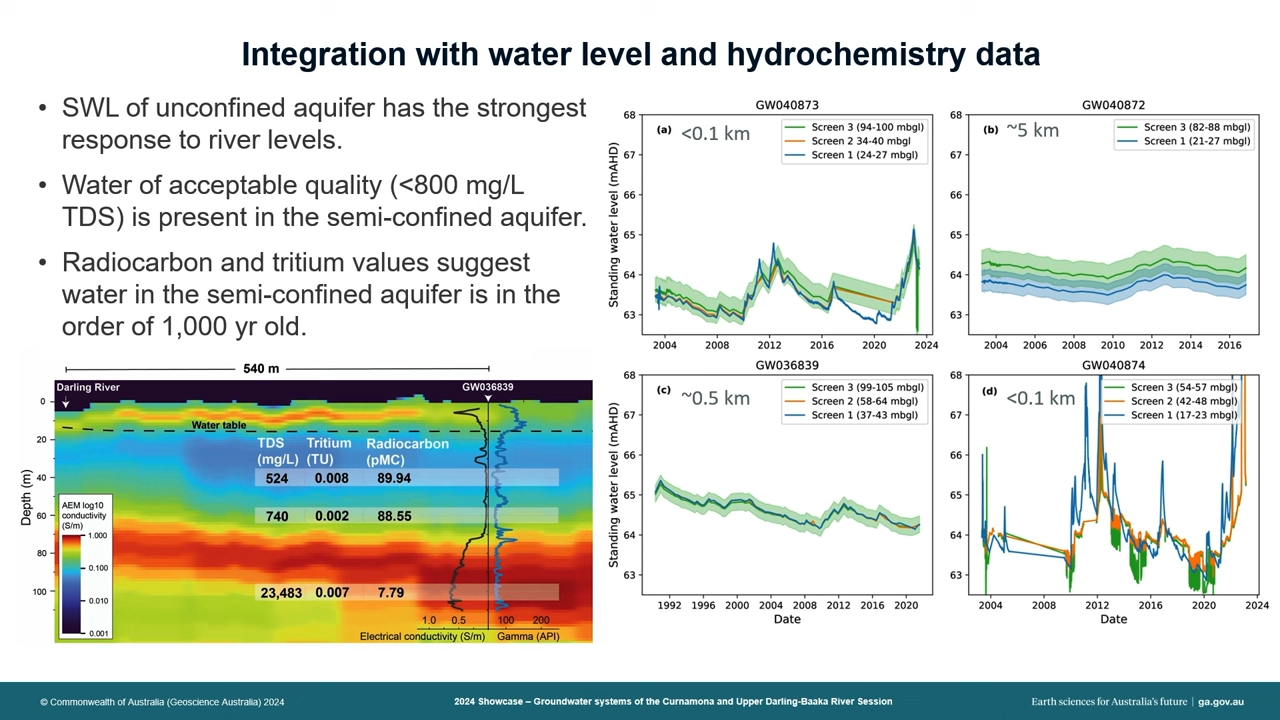 Integration with water level and hydrochemistry data
• SWL of unconfined aquifer has the strongest
response to river levels.
• Water of acceptable quality (<800 mg/L
TDS) is present in the semi-confined aquifer.
• Radiocarbon and tritium values suggest
water in the semi-confined aquifer is in the
order of 1,000 yr old.
540 m
Darling River
GW036839
Water table
TDS (mg/L) Tritium (TU) Radiocarbon (pMC)
524 0.008 89.94
740 0.002 88.55
23,483 0.007 7.79
Depth (m)
0
20
40
60
80
100
AEM log10
conductivity
(S/m)
1.000
0.100
0.010
0.001
1.0 0.5 100 200
Electrical conductivity (S/m) Gamma (API)
GW040873
(a) <0.1 km
Screen 3 (94-100 mbgl)
Screen 2 34-40 mbgl
Screen 1 (24-27 mbgl)
Standing water level (mAHD)
68
67
66
65
64
63
2004 2008 2012 2016 2020 2024
GW040872
(b) ~5 km
Screen 3 (82-88 mbgl)
Screen 1 (21-27 mbgl)
68
67
66
65
64
63
2004 2006 2008 2010 2012 2014 2016
GW036839
(c) ~0.5 km
Screen 3 (99-105 mbgl)
Screen 2 (58-64 mbgl)
Screen 1 (37-43 mbgl)
Standing water level (mAHD)
68
67
66
65
64
63
1992 1996 2000 2004 2008 2012 2016 2020
Date
GW040874
(d) <0.1 km
Screen 3 (54-57 mbgl)
Screen 2 (42-48 mbgl)
Screen 1 (17-23 mbgl)
68
67
66
65
64
63
2004 2008 2012 2016 2020 2024
Date
© Commonwealth of Australia (Geoscience Australia) 2024
2024 Showcase – Groundwater systems of the Curnamona and Upper Darling-Baaka River Session
Earth sciences for Australia's future | ga.gov.au